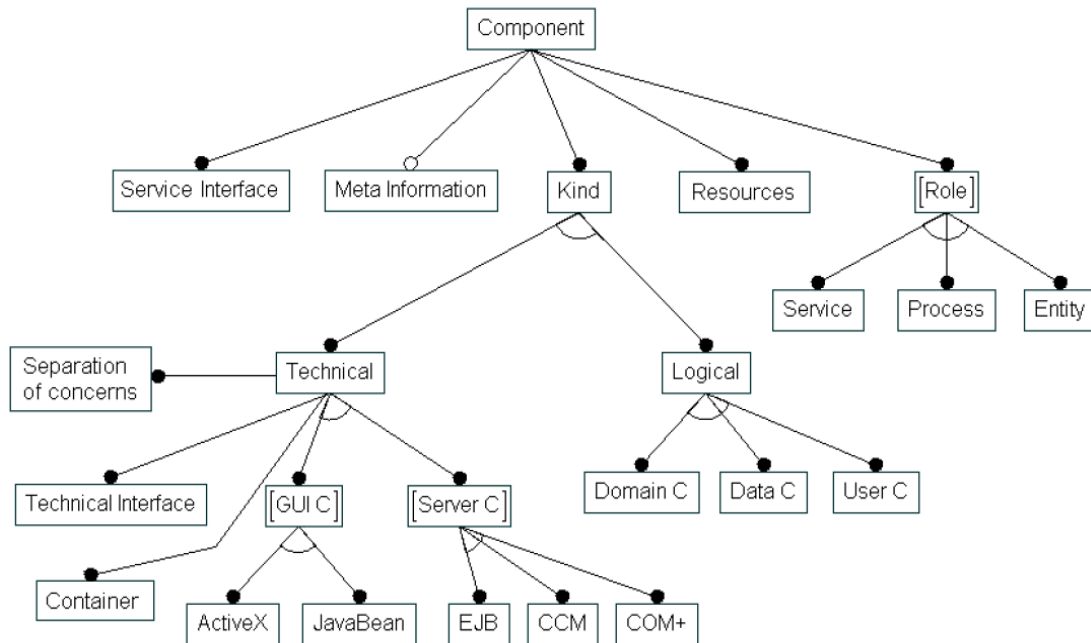 Component
Service Interface
Meta Information
Kind
Resources
[Role]
Service
Process
Entity
Separation
of concerns
Technical
Logical
Technical Interface
[GUI C]
[Server C]
Domain C
Data C
User C
Container
ActiveX
JavaBean
EJB
CCM
COM+